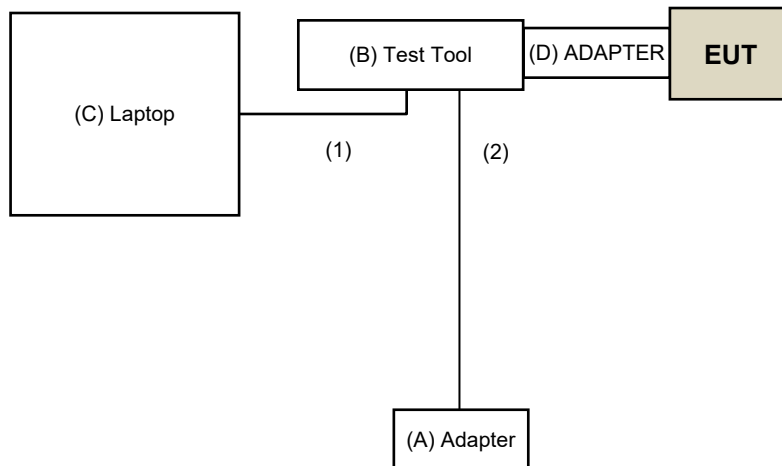 (B) Test Tool
(D) ADAPTER
EUT
(C) Laptop
(1)
(2)
(A) Adapter